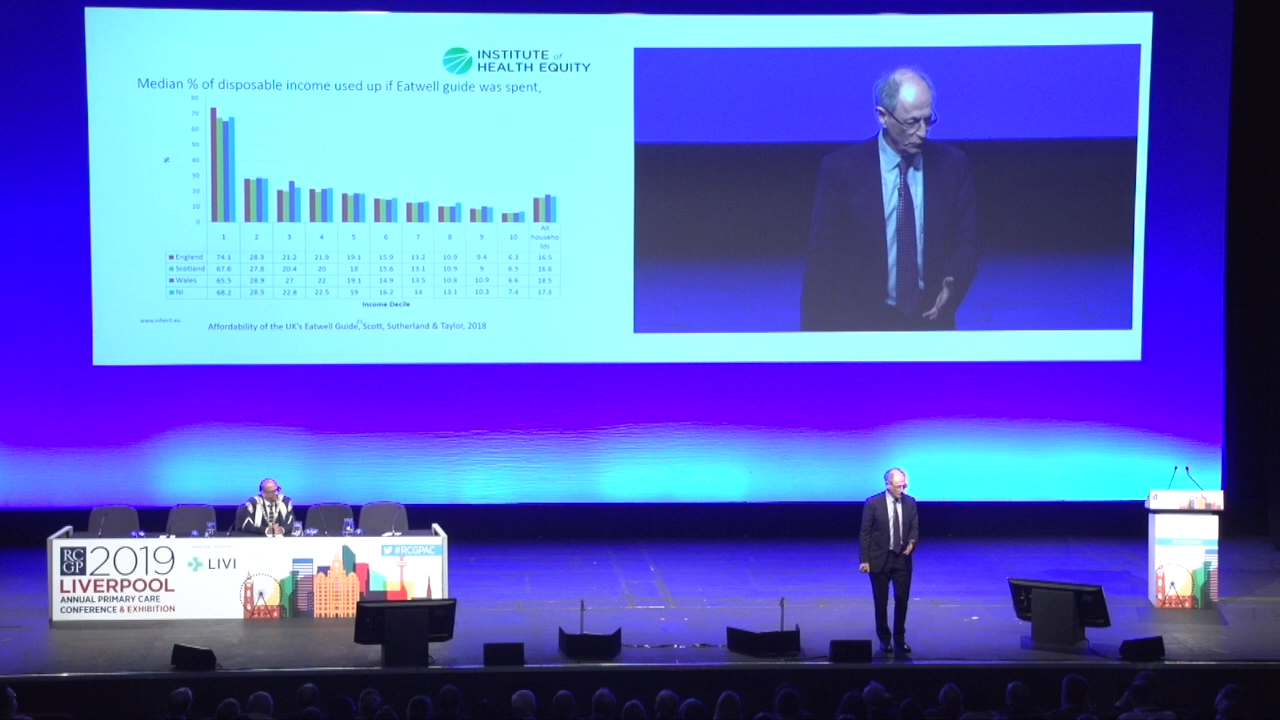 INSTITUTE of
HEALTH EQUITY
Median % of disposable income used up if Eatwell guide was spent,
80
70
60
50
40
30
20
10
0
%
1 2 3 4 5 6 7 8 9 10 All househo lds
England 74.1 28.3 21.2 21.9 19.1 15.9 13.2 10.9 9.4 6.3 16.5
Scotland 67.6 27.8 20.4 20 18 15.6 13.1 10.9 9 6.5 16.6
Wales 65.5 28.9 27 22 19.1 14.9 13.5 10.8 10.9 6.6 18.5
NI 68.2 28.5 22.8 22.5 19 16.2 14 13.1 10.3 7.4 17.3
Income Decile
www.inherit.eu
Affordability of the UK's Eatwell Guide, Scott, Sutherland & Taylor, 2018
RC
GP
2019
LIVERPOOL
ANNUAL PRIMARY CARE
CONFERENCE & EXHIBITION
LIVI
#RCGPAC